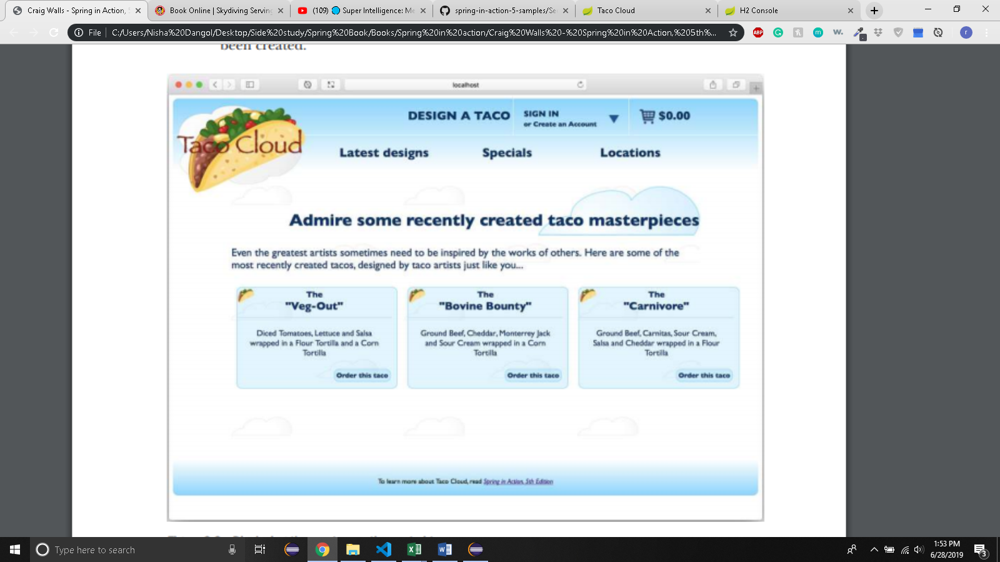 Craig Walls - Spring in Action,
Book Online | Skydiving Serving
(109) Super Intelligence: Me
spring-in-action-5-samples/Se
Taco Cloud
H2 Console
File C:/Users/Nisha%20Dangol/Desktop/Side%20study/Spring%20Book/Books/Spring%20in%20action/Craig%20Walls%20-%20Spring%20in%20Action,%205th%...
ABP
w.
r
been created.
localhost
Taco Cloud
DESIGN A TACO
SIGN IN
or Create an Account
$0.00
Latest designs Specials Locations
Admire some recently created taco masterpieces
Even the greatest artists sometimes need to be inspired by the works of others. Here are some of the
most recently created tacos, designed by taco artists just like you...
The
"Veg-Out"
Diced Tomatoes, Lettuce and Salsa
wrapped in a Flour Tortilla and a Corn
Tortilla
Order this taco
The
"Bovine Bounty"
Ground Beef, Cheddar, Monterrey Jack
and Sour Cream wrapped in a Corn
Tortilla
Order this taco
The
"Carnivore"
Ground Beef, Carnitas, Sour Cream,
Salsa and Cheddar wrapped in a Flour
Tortilla
Order this taco
To learn more about Taco Cloud, read Spring in Action, 5th Edition
Type here to search
1:53 PM
6/28/2019
3